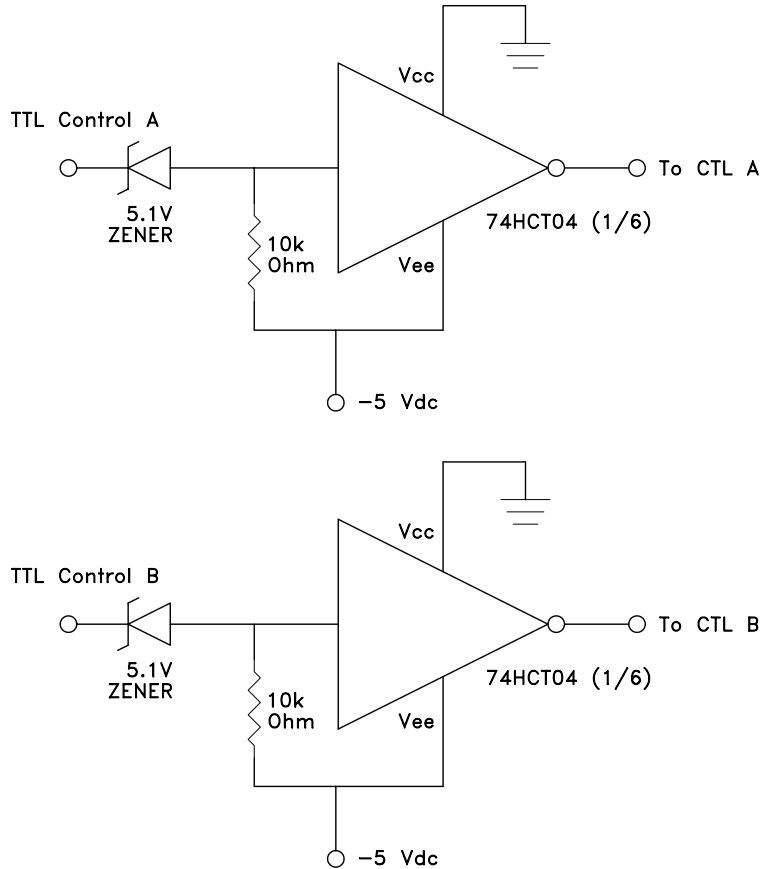 Vcc
TTL Control A
To CTL A
5.1V
ZENER
74HCT04 (1/6)
10k
Ohm
Vee
-5 Vdc
Vcc
TTL Control B
To CTL B
5.1V
ZENER
74HCT04 (1/6)
10k
Ohm
Vee
-5 Vdc